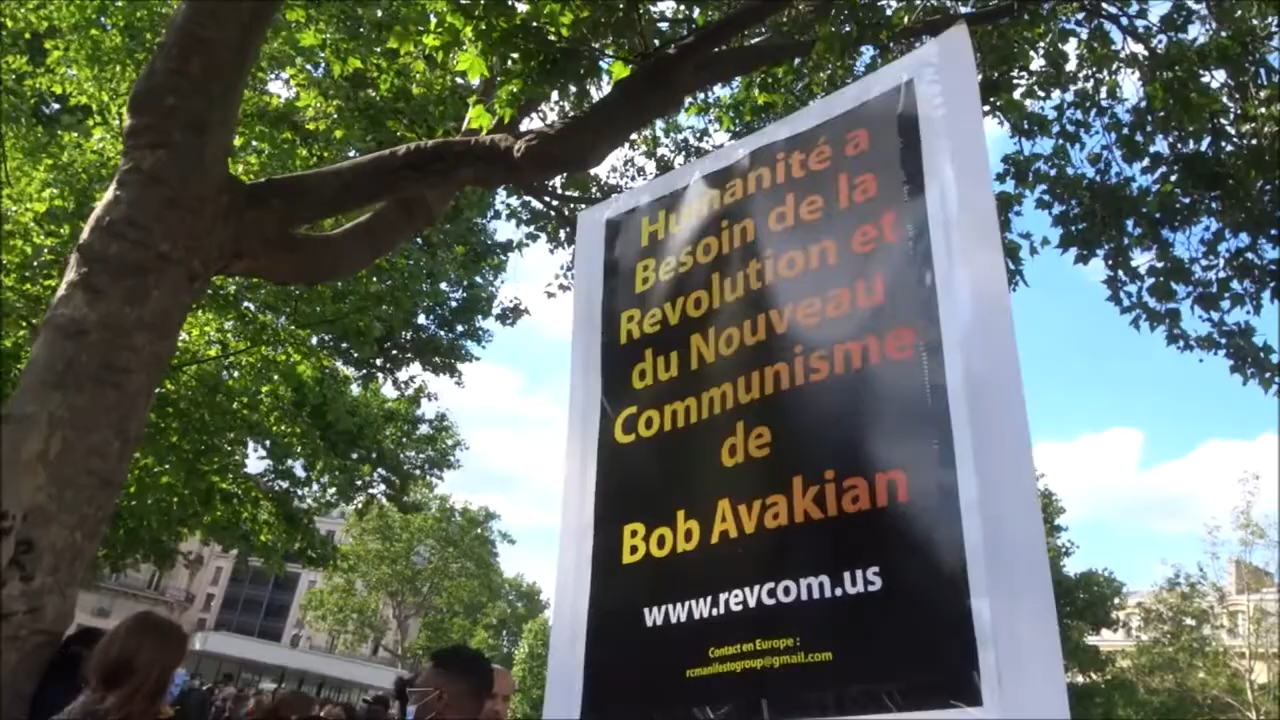 Humanité a
Besoin de la
Revolution et
du Nouveau
Communisme
de
Bob Avakian
www.revcom.us
Contact en Europe :
rcmanifestogroup@gmail.com